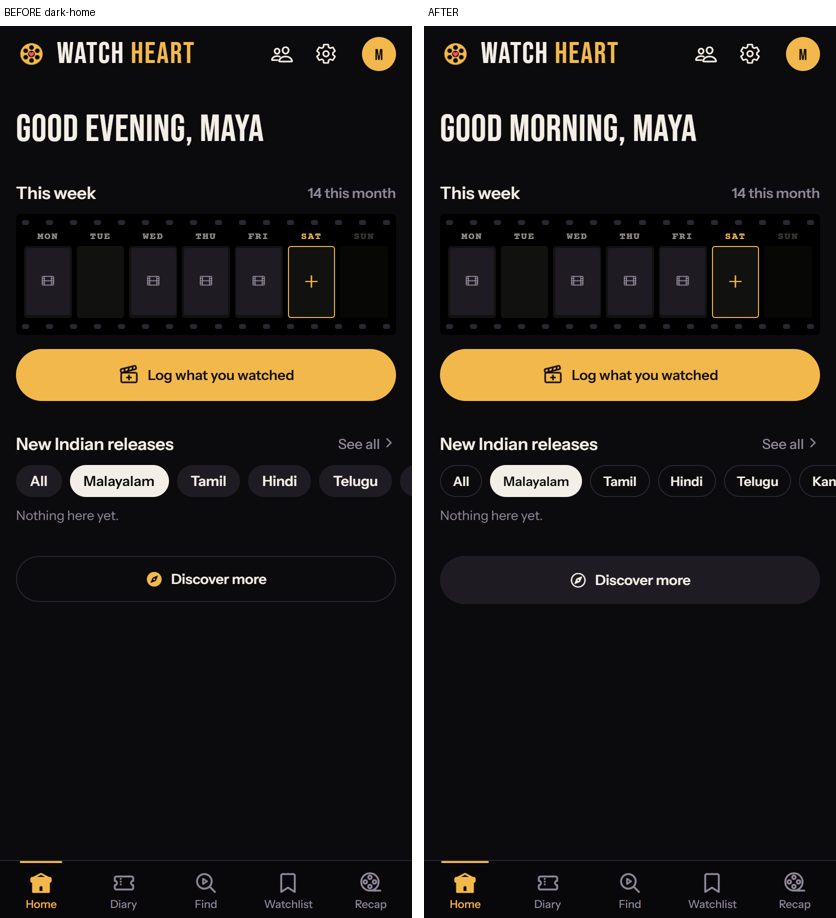 BEFORE dark-home
WATCH HEART
M
GOOD EVENING, MAYA
This week
14 this month
MON TUE WED THU FRI SAT SUN
Log what you watched
New Indian releases
See all
All Malayalam Tamil Hindi Telugu
Nothing here yet.
Discover more
Home Diary Find Watchlist Recap
AFTER
WATCH HEART
M
GOOD MORNING, MAYA
This week
14 this month
MON TUE WED THU FRI SAT SUN
Log what you watched
New Indian releases
See all
All Malayalam Tamil Hindi Telugu Kan
Nothing here yet.
Discover more
Home Diary Find Watchlist Recap